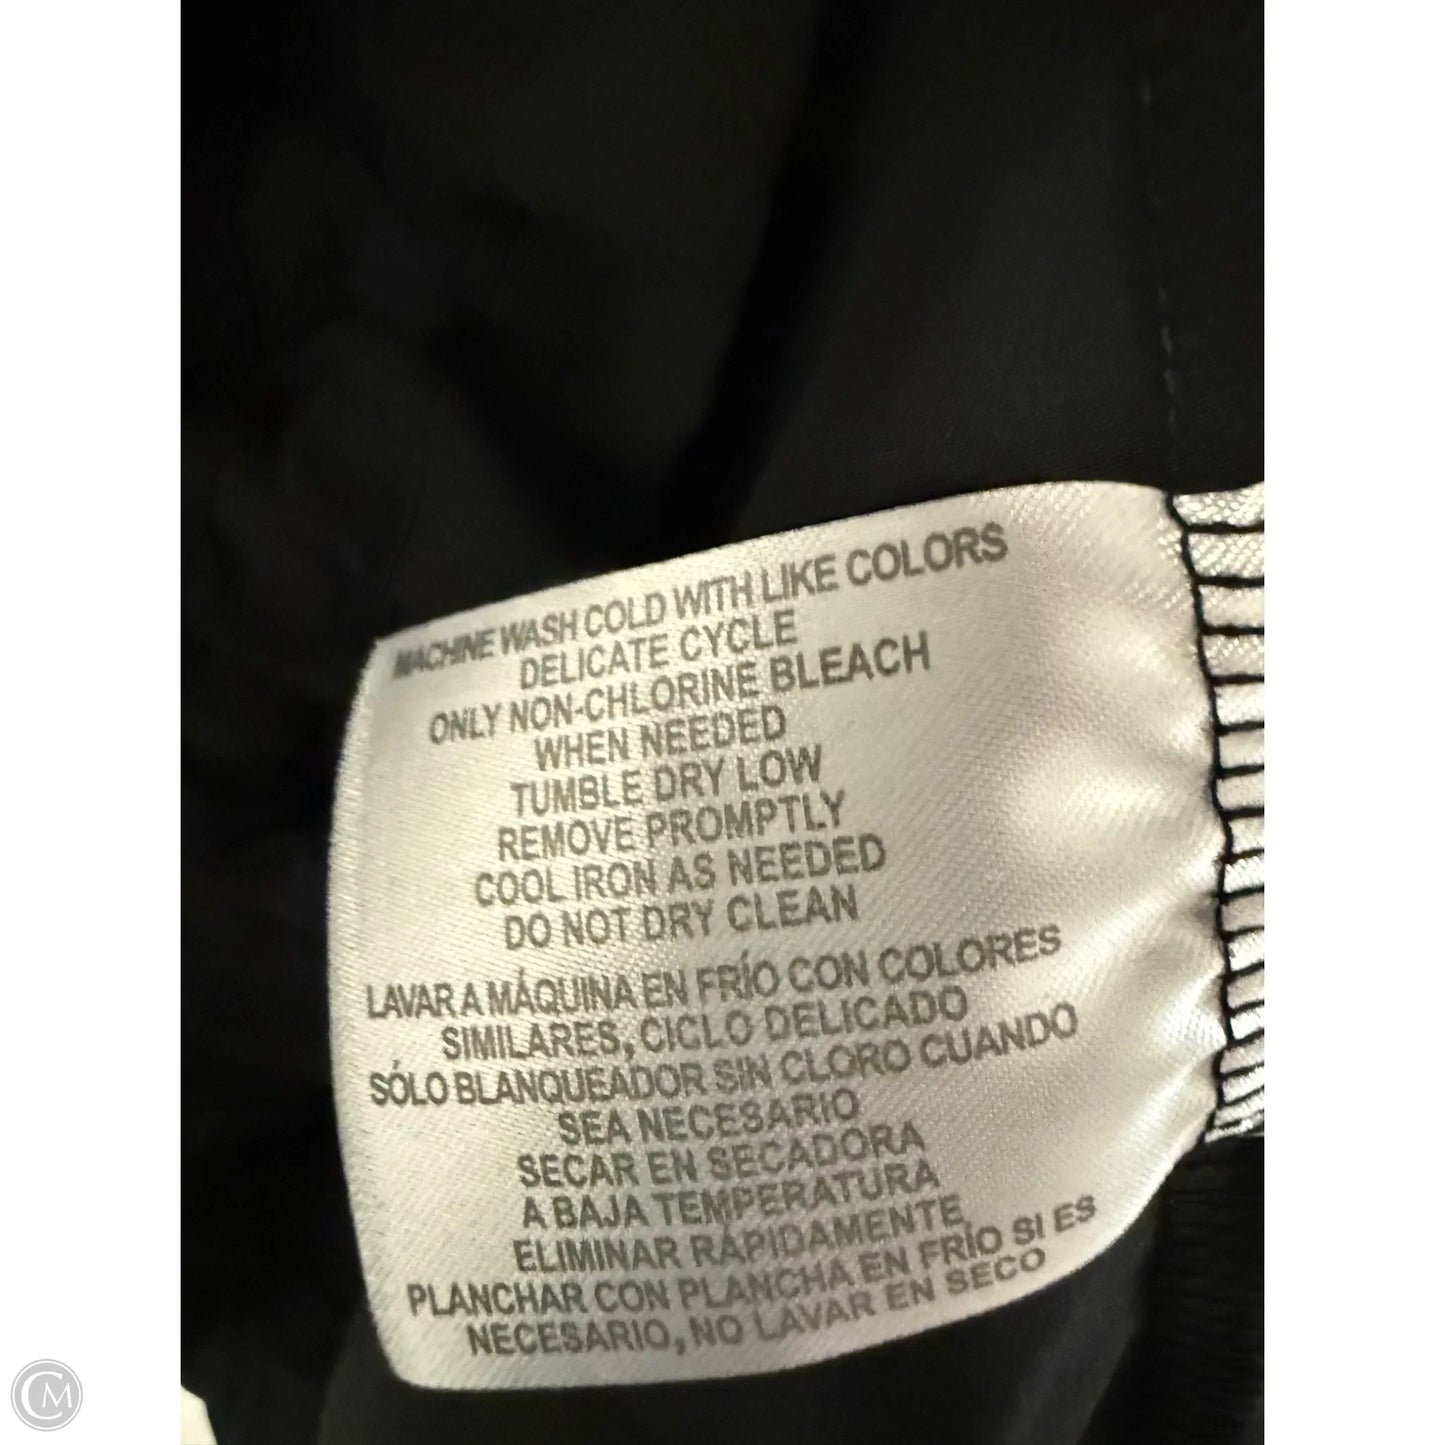 MACHINE WASH COLD WITH LIKE COLORS
DELICATE CYCLE
ONLY NON-CHLORINE BLEACH
WHEN NEEDED
TUMBLE DRY LOW
REMOVE PROMPTLY
COOL IRON AS NEEDED
DO NOT DRY CLEAN
LAVAR A MÁQUINA EN FRÍO CON COLORES
SIMILARES, CICLO DELICADO
SÓLO BLANQUEADOR SIN CLORO CUANDO
SEA NECESARIO
SECAR EN SECADORA
A BAJA TEMPERATURA
ELIMINAR RÁPIDAMENTE
PLANCHAR CON PLANCHA EN FRÍO SI ES
NECESARIO, NO LAVAR EN SECO
CM